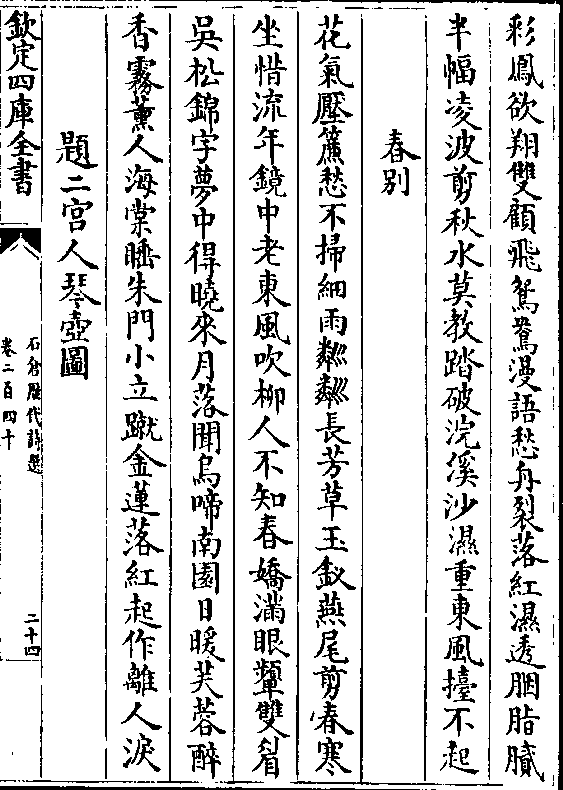 彩鳳欲翔雙顧飛鴛鴦漫語愁舟裂落紅濕透胭脂臟
半幅凌波剪秋水莫教踏破浣溪沙濕重東風擡不起
春别
花氣壓簾愁不掃細雨粼粼長芳草玉釵燕尾剪春寒
坐惜流年鏡中老東風吹柳人不知春嬌滿眼顰雙眉
吳松錦字夢中得曉來月落聞烏啼南園日暖芙蓉醉
香霧薰人海棠睡朱門小立蹴金蓮落紅起作離人淚
題二宫人琴壺圖
欽定四庫全書
石倉歴代詩選
卷二百四十
二十四